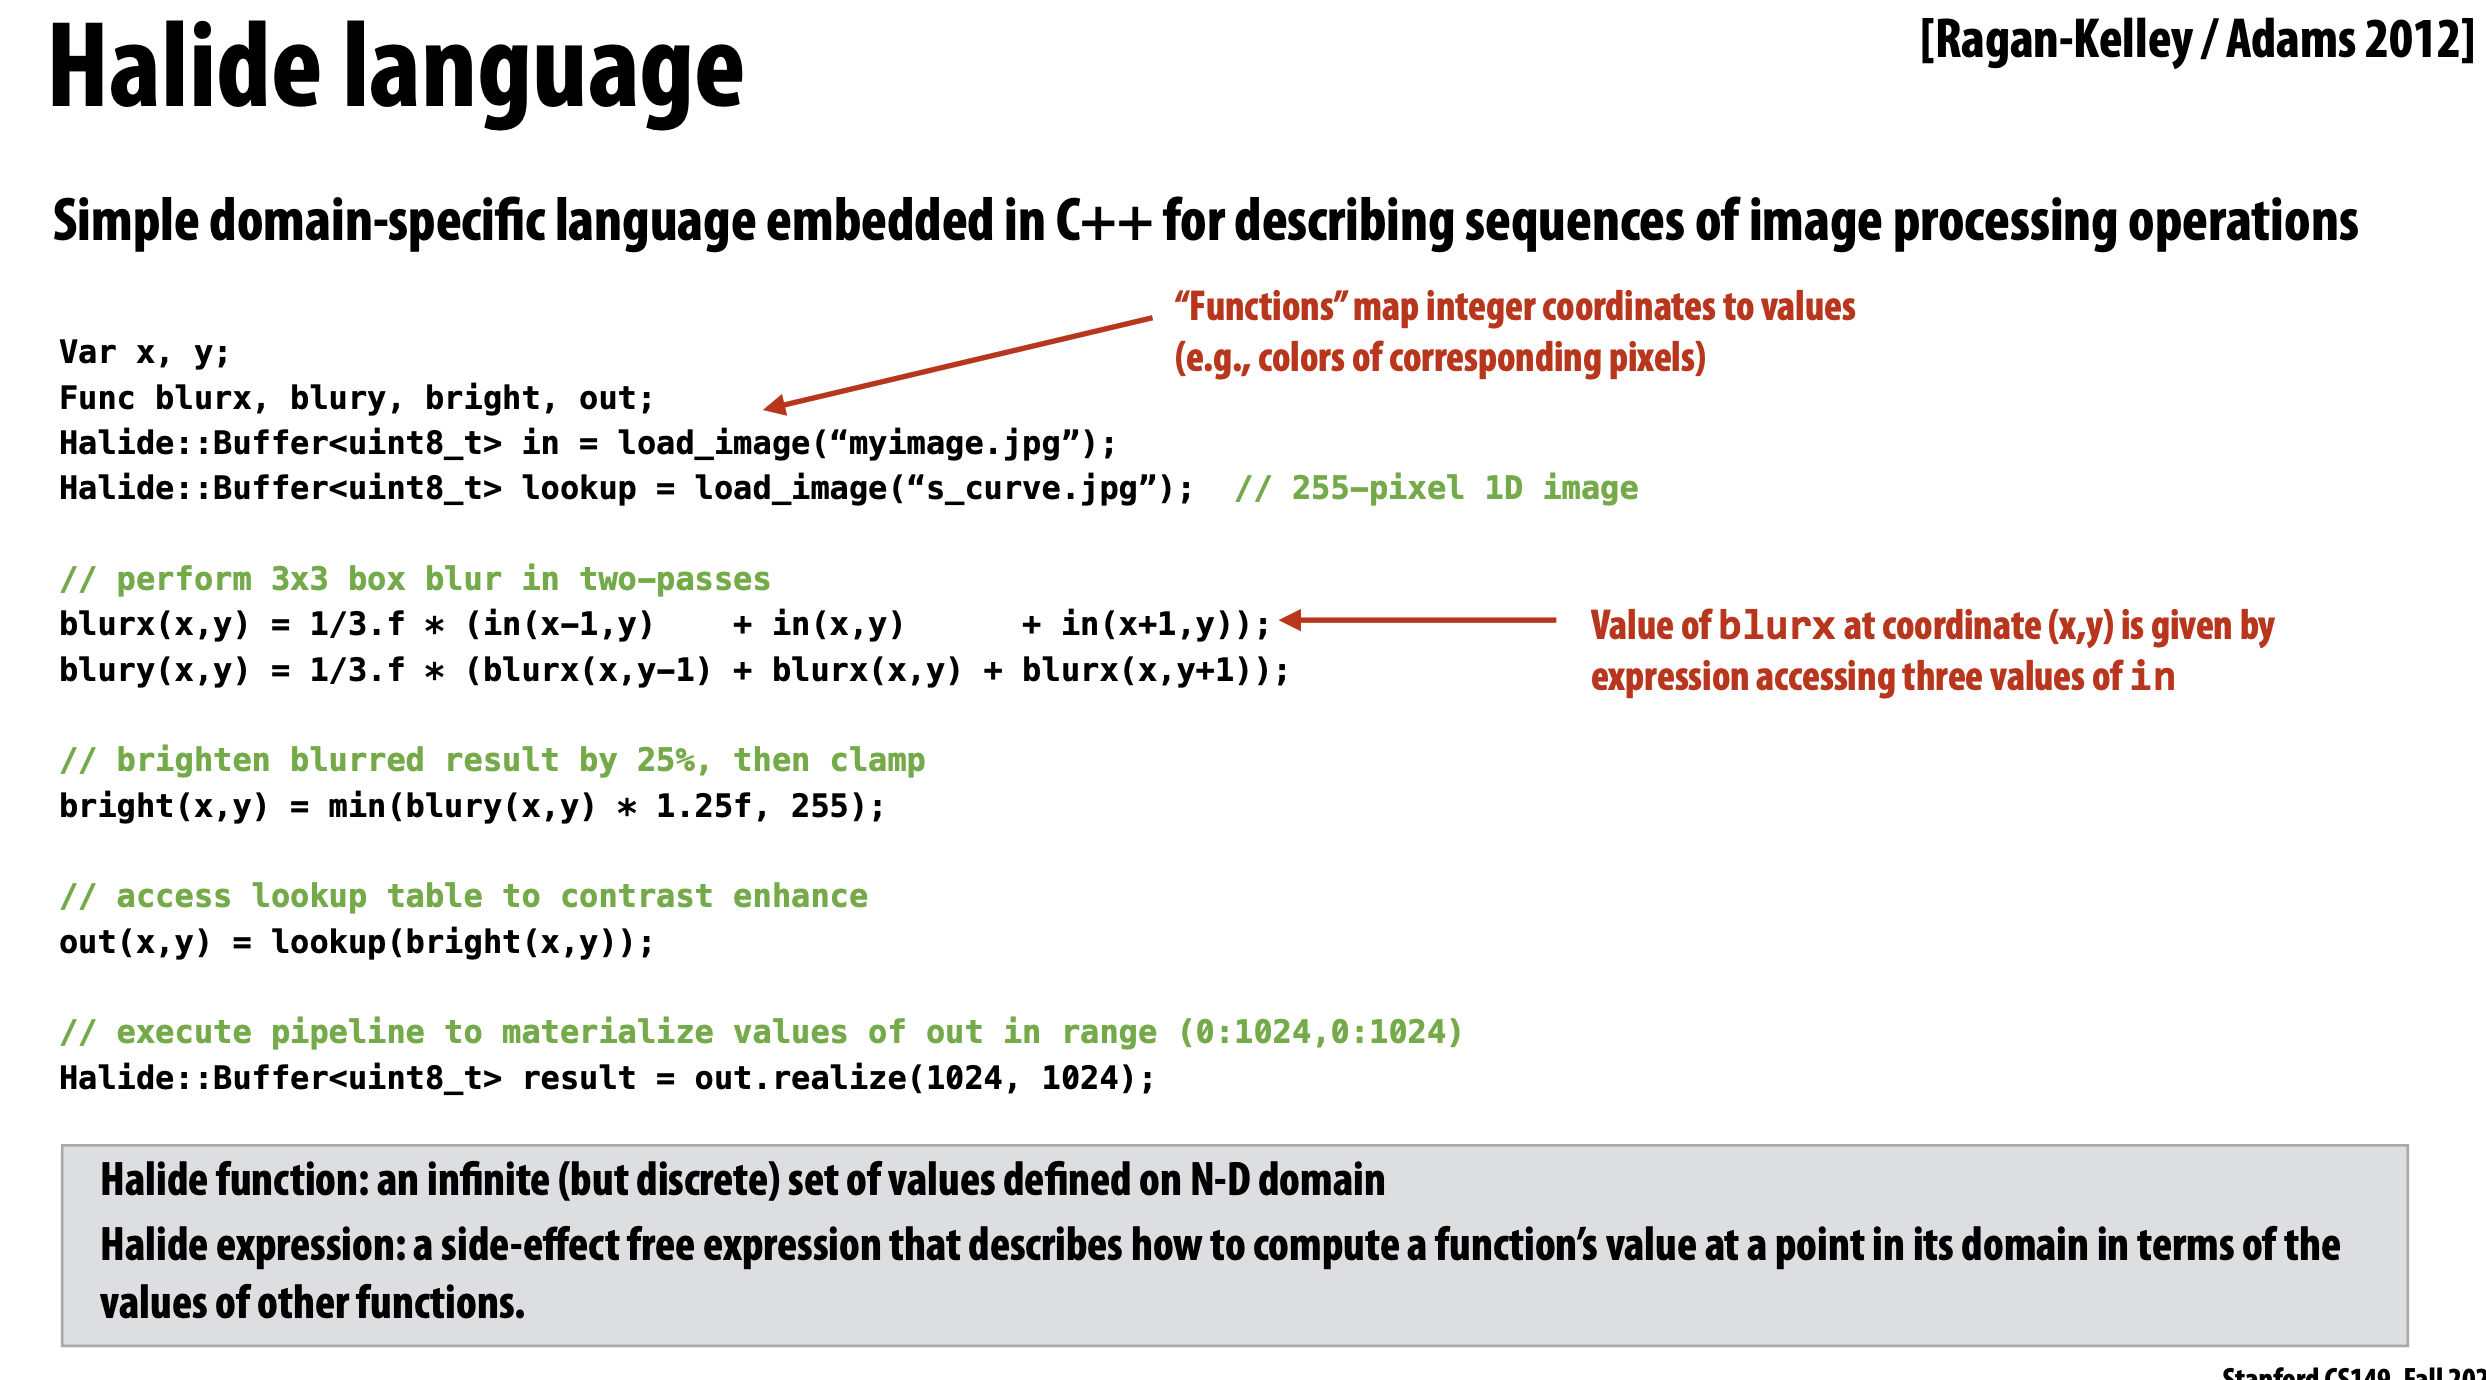 Halide language
[Ragan-Kelley / Adams 2012]
Simple domain-specific language embedded in C++ for describing sequences of image processing operations
“Functions” map integer coordinates to values
(e.g., colors of corresponding pixels)
Var x, y;
Func blurx, blury, bright, out;
Halide::Buffer<uint8_t> in = load_image(“myimage.jpg”);
Halide::Buffer<uint8_t> lookup = load_image(“s_curve.jpg”);  // 255-pixel 1D image
// perform 3x3 box blur in two-passes
blurx(x,y) = 1/3.f * (in(x-1,y)    + in(x,y)      + in(x+1,y));
blury(x,y) = 1/3.f * (blurx(x,y-1) + blurx(x,y) + blurx(x,y+1));
Value of blurx at coordinate (x,y) is given by
expression accessing three values of in
// brighten blurred result by 25%, then clamp
bright(x,y) = min(blury(x,y) * 1.25f, 255);
// access lookup table to contrast enhance
out(x,y) = lookup(bright(x,y));
// execute pipeline to materialize values of out in range (0:1024,0:1024)
Halide::Buffer<uint8_t> result = out.realize(1024, 1024);
Halide function: an infinite (but discrete) set of values defined on N-D domain
Halide expression: a side-effect free expression that describes how to compute a function’s value at a point in its domain in terms of the
values of other functions.
Stanford CS149, Fall 202